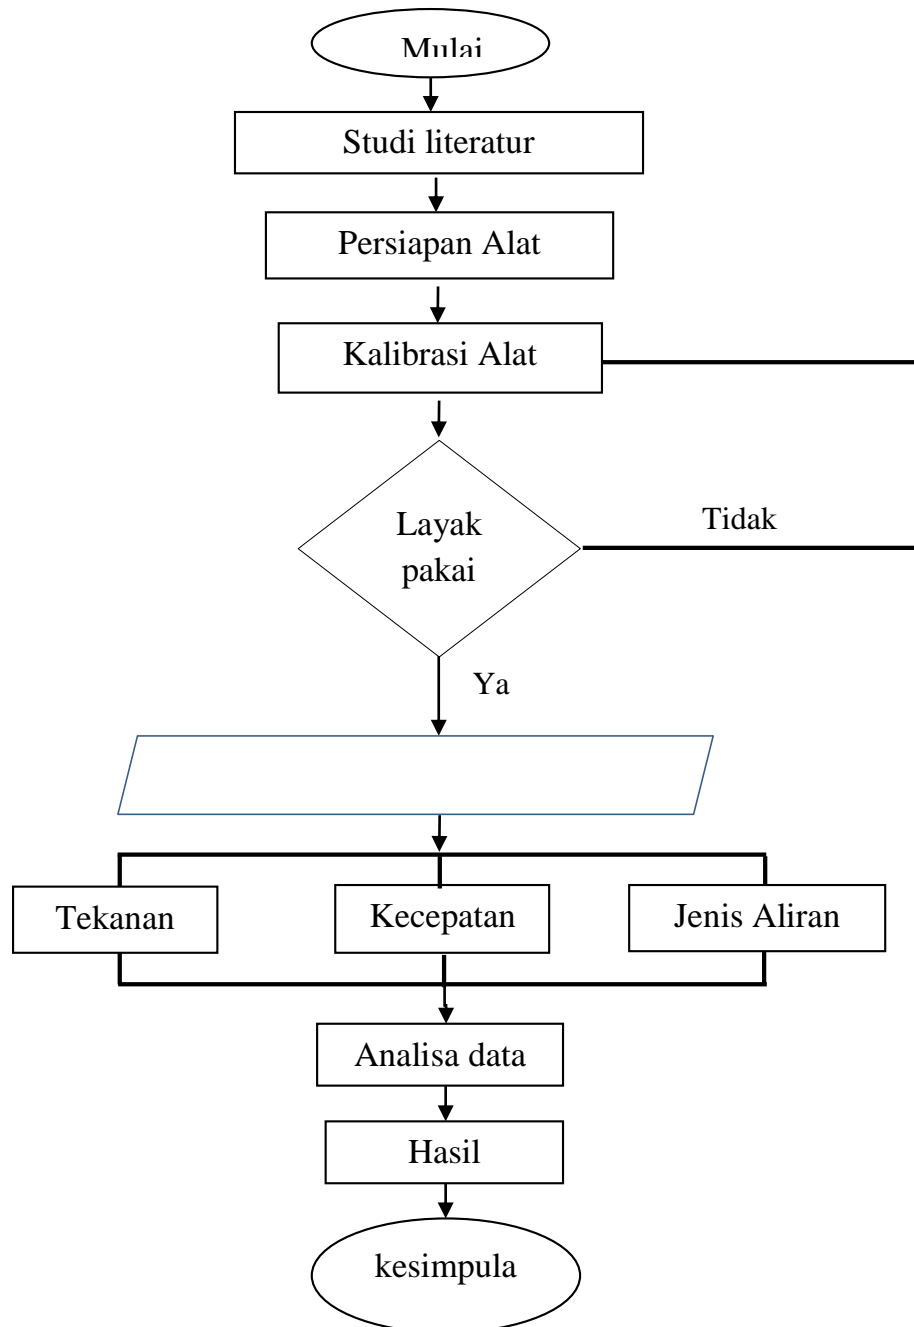 Mulai
Studi literatur
Persiapan Alat
Kalibrasi Alat
Layak
pakai
Tidak
Ya
Tekanan
Kecepatan
Jenis Aliran
Analisa data
Hasil
kesimpula